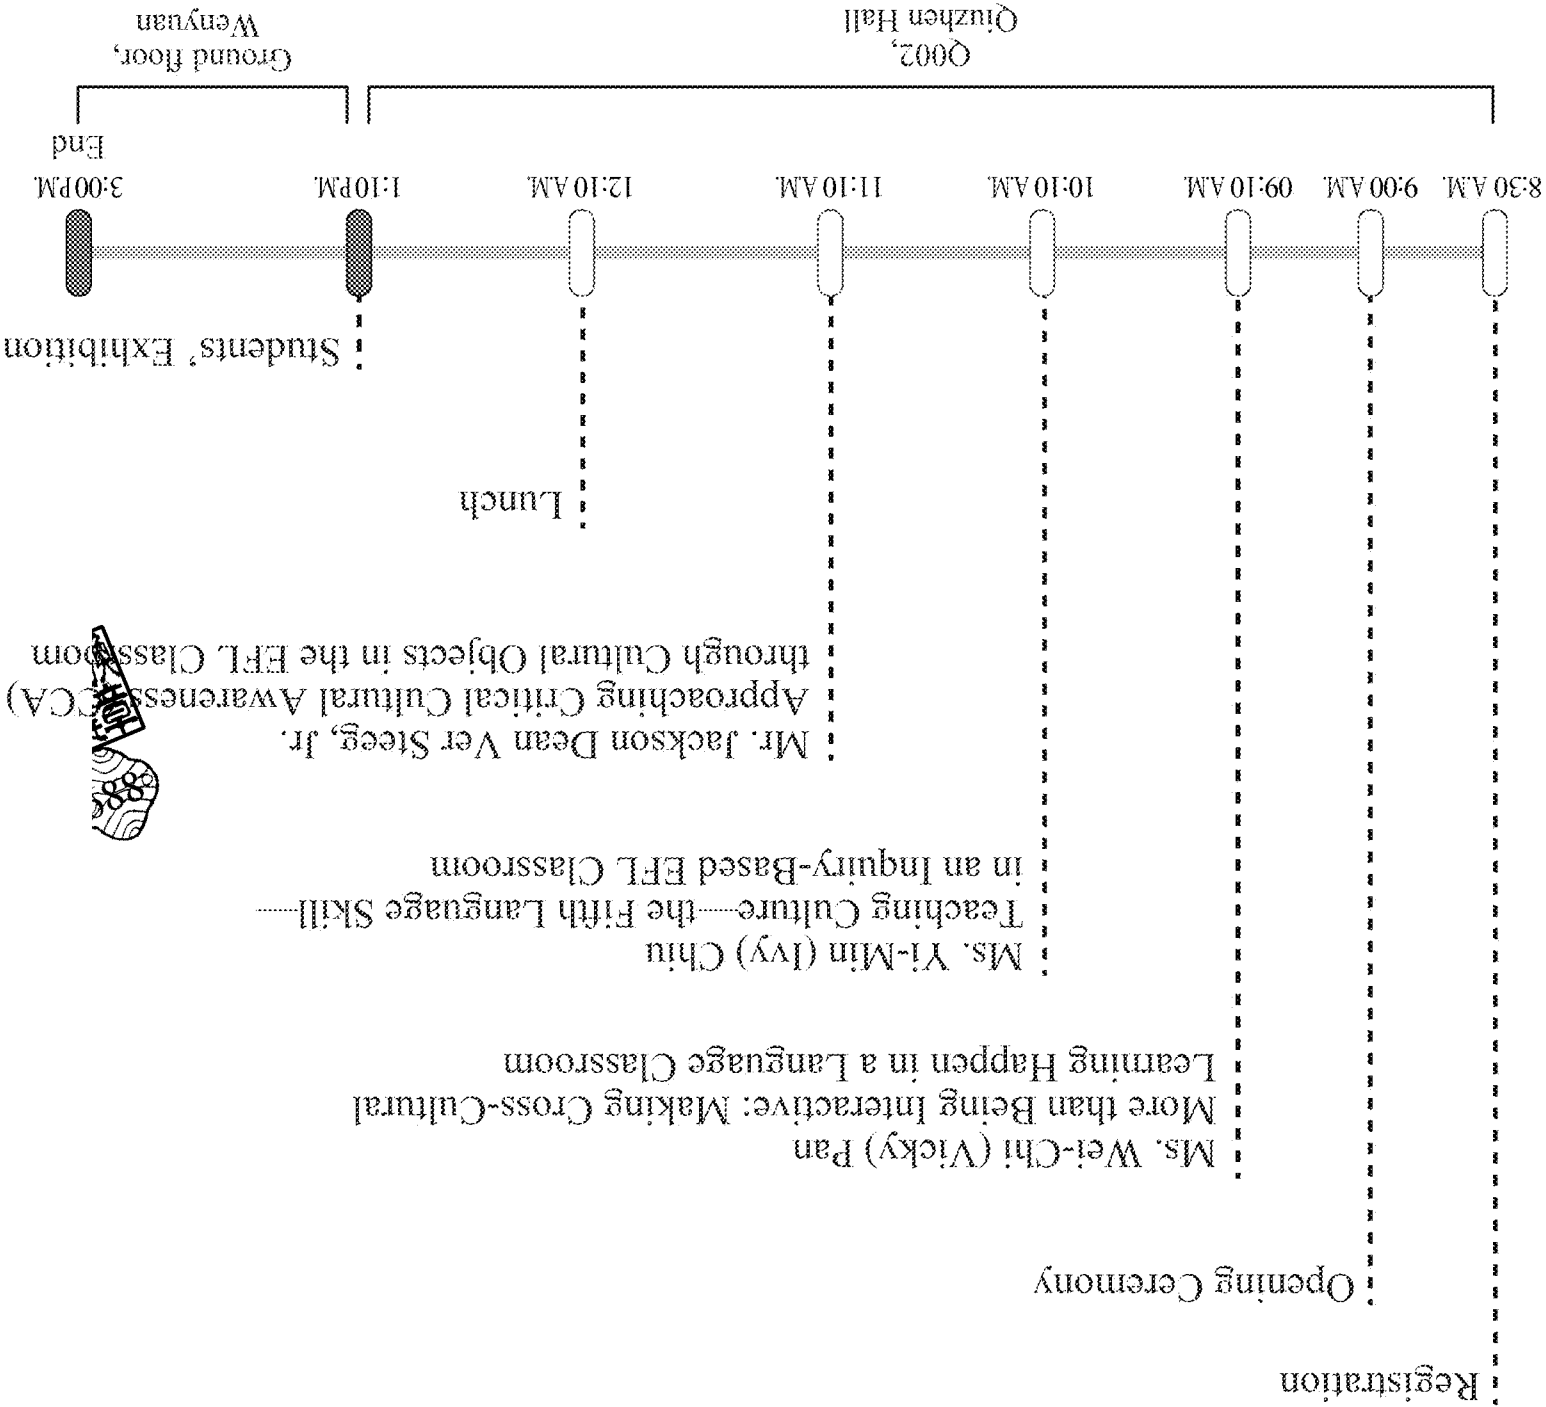 Registration
Opening Ceremony
Ms. Wei-Chi (Vicky) Pan
More than Being Interactive: Making Cross-Cultural
Learning Happen in a Language Classroom
Ms. Yi-Min (Ivy) Chiu
Teaching Culture—the Fifth Language Skill—
in an Inquiry-Based EFL Classroom
Mr. Jackson Dean Ver Steeg, Jr.
Approaching Critical Cultural Awareness (CCA)
through Cultural Objects in the EFL Classroom
Lunch
Students’ Exhibition
8:30 A.M.
9:00 A.M.
09:10 A.M.
10:10 A.M.
11:10 A.M.
12:10 A.M.
1:10 P.M.
3:00 P.M.
End
Q002,
Qiuzhen Hall
Ground floor,
Wenyuan